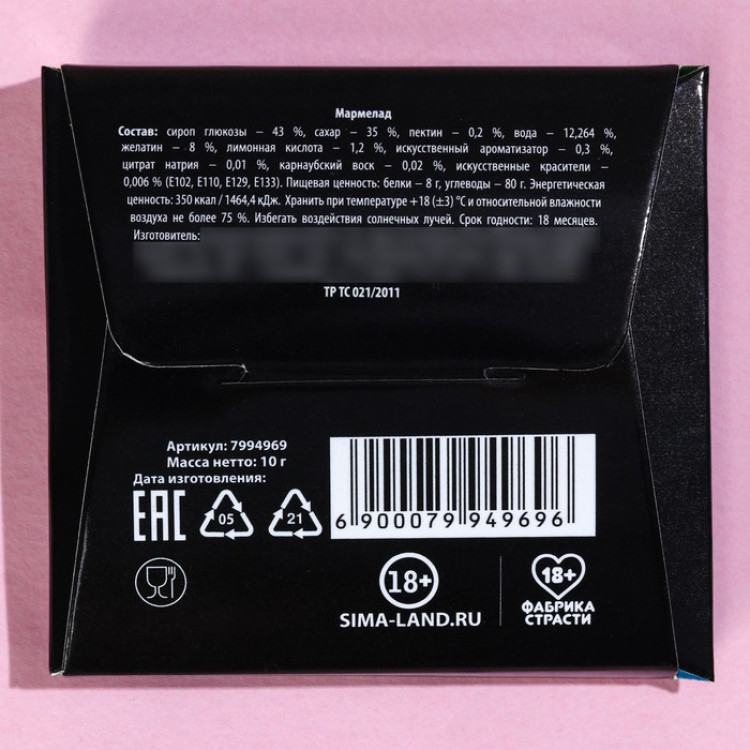 Мармелад
Состав: сироп глюкозы – 43 %, сахар – 35 %, пектин – 0,2 %, вода – 12,264 %,
желатин – 8 %, лимонная кислота – 1,2 %, искусственный ароматизатор – 0,3 %,
цитрат натрия – 0,01 %, карнаубский воск – 0,02 %, искусственные красители –
0,006 % (Е102, Е110, Е129, Е133). Пищевая ценность: белки – 8 г, углеводы – 80 г. Энергетическая
ценность: 350 ккал / 1464,4 кДж. Хранить при температуре +18 (±3) °С и относительной влажности
воздуха не более 75 %. Избегать воздействия солнечных лучей. Срок годности: 18 месяцев.
Изготовитель:
ТР ТС 021/2011
Артикул: 7994969
Масса нетто: 10 г
Дата изготовления:
ЕАС 05 21
6 900079 949696
18+
SIMA-LAND.RU
18+
ФАБРИКА
СТРАСТИ